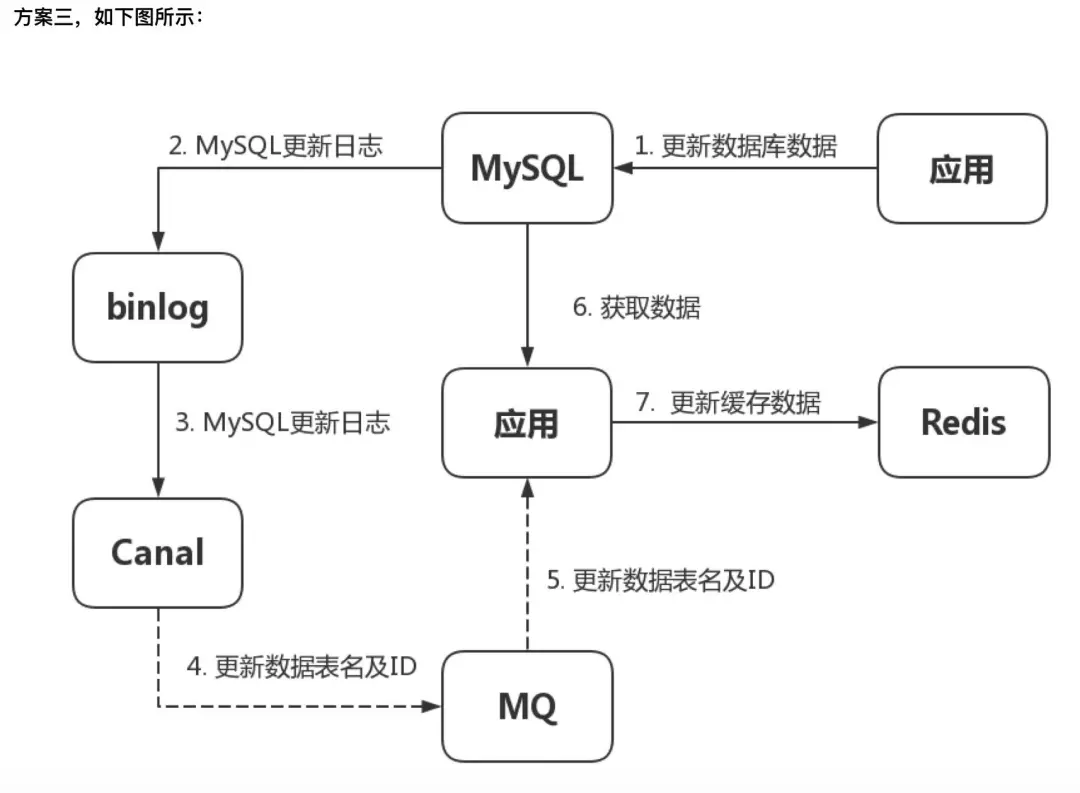 方案三，如下图所示：
2. MySQL更新日志
MySQL
1. 更新数据库数据
应用
binlog
6. 获取数据
3. MySQL更新日志
应用
7. 更新缓存数据
Redis
Canal
5. 更新数据表名及ID
4. 更新数据表名及ID
MQ